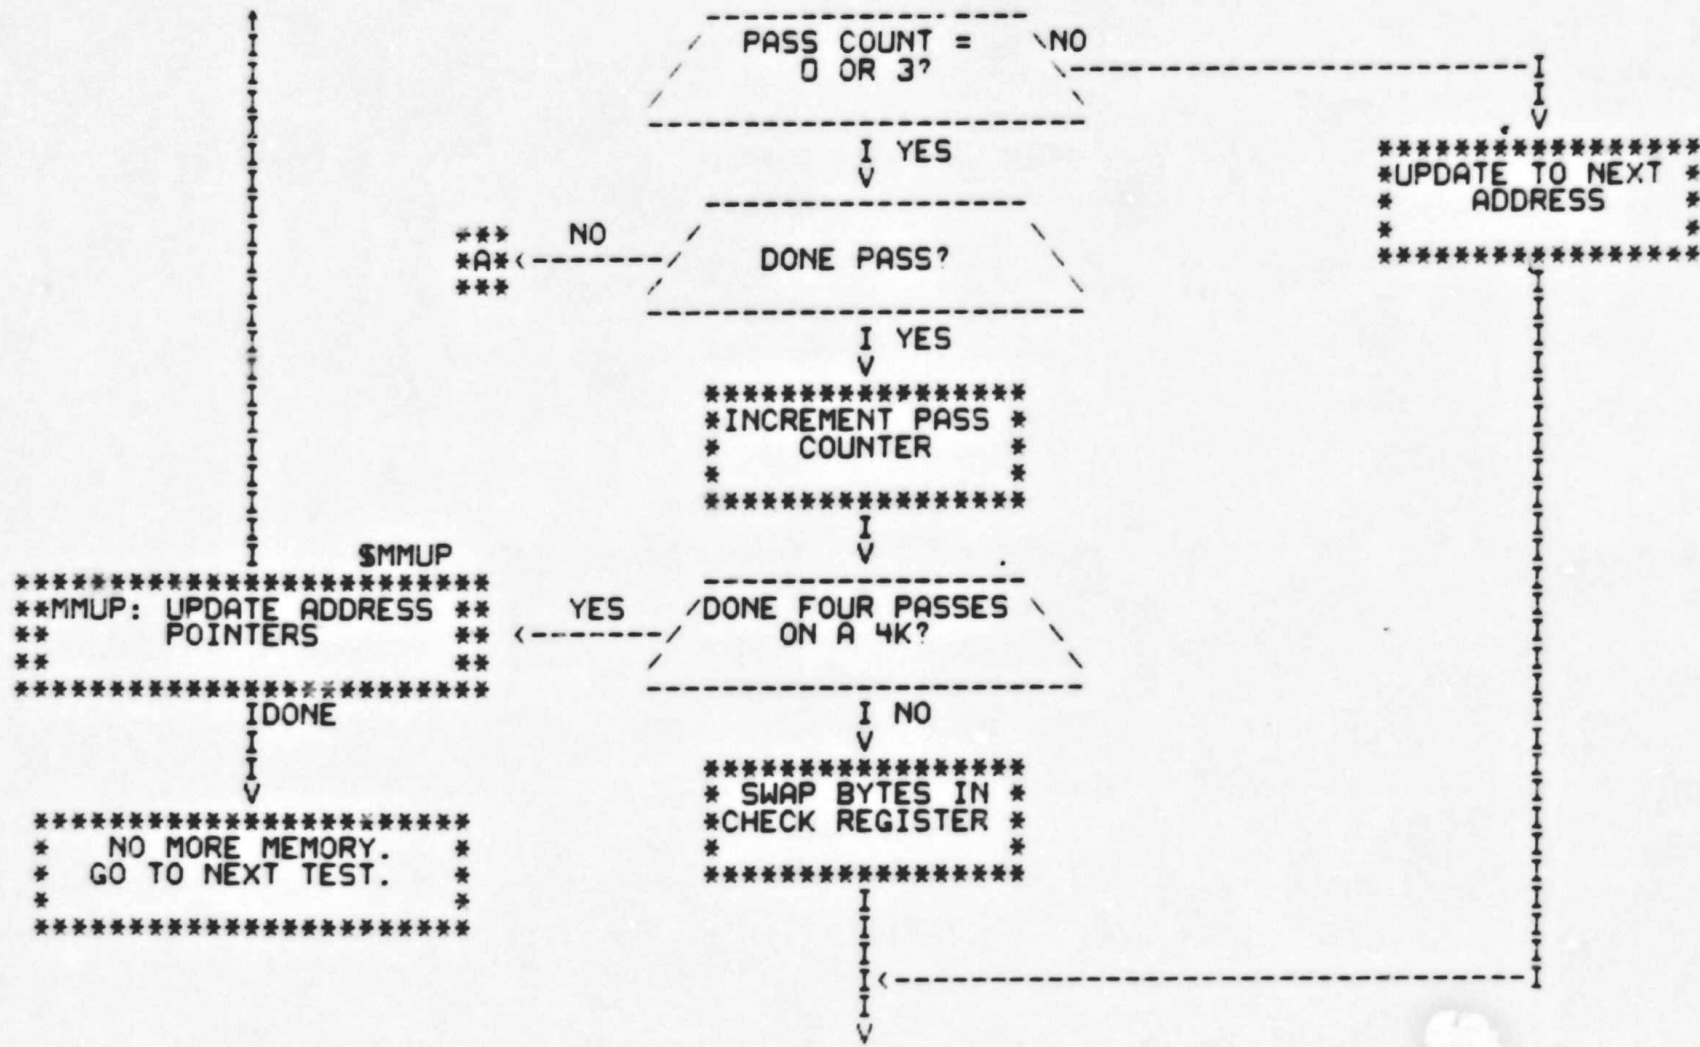 PASS COUNT =
0 OR 3?
NO
YES
UPDATE TO NEXT
ADDRESS
NO
A
DONE PASS?
YES
INCREMENT PASS
COUNTER
$MMUP
MMUP: UPDATE ADDRESS
POINTERS
YES
DONE FOUR PASSES
ON A 4K?
DONE
NO
SWAP BYTES IN
CHECK REGISTER
NO MORE MEMORY.
GO TO NEXT TEST.